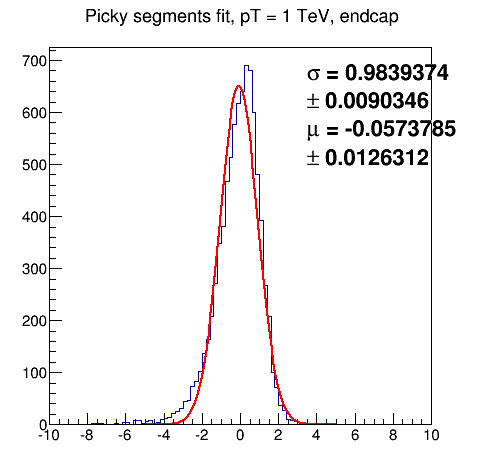 Picky segments fit, pT = 1 TeV, endcap
σ = 0.9839374
± 0.0090346
μ = -0.0573785
± 0.0126312
700
600
500
400
300
200
100
0
-10 -8 -6 -4 -2 0 2 4 6 8 10